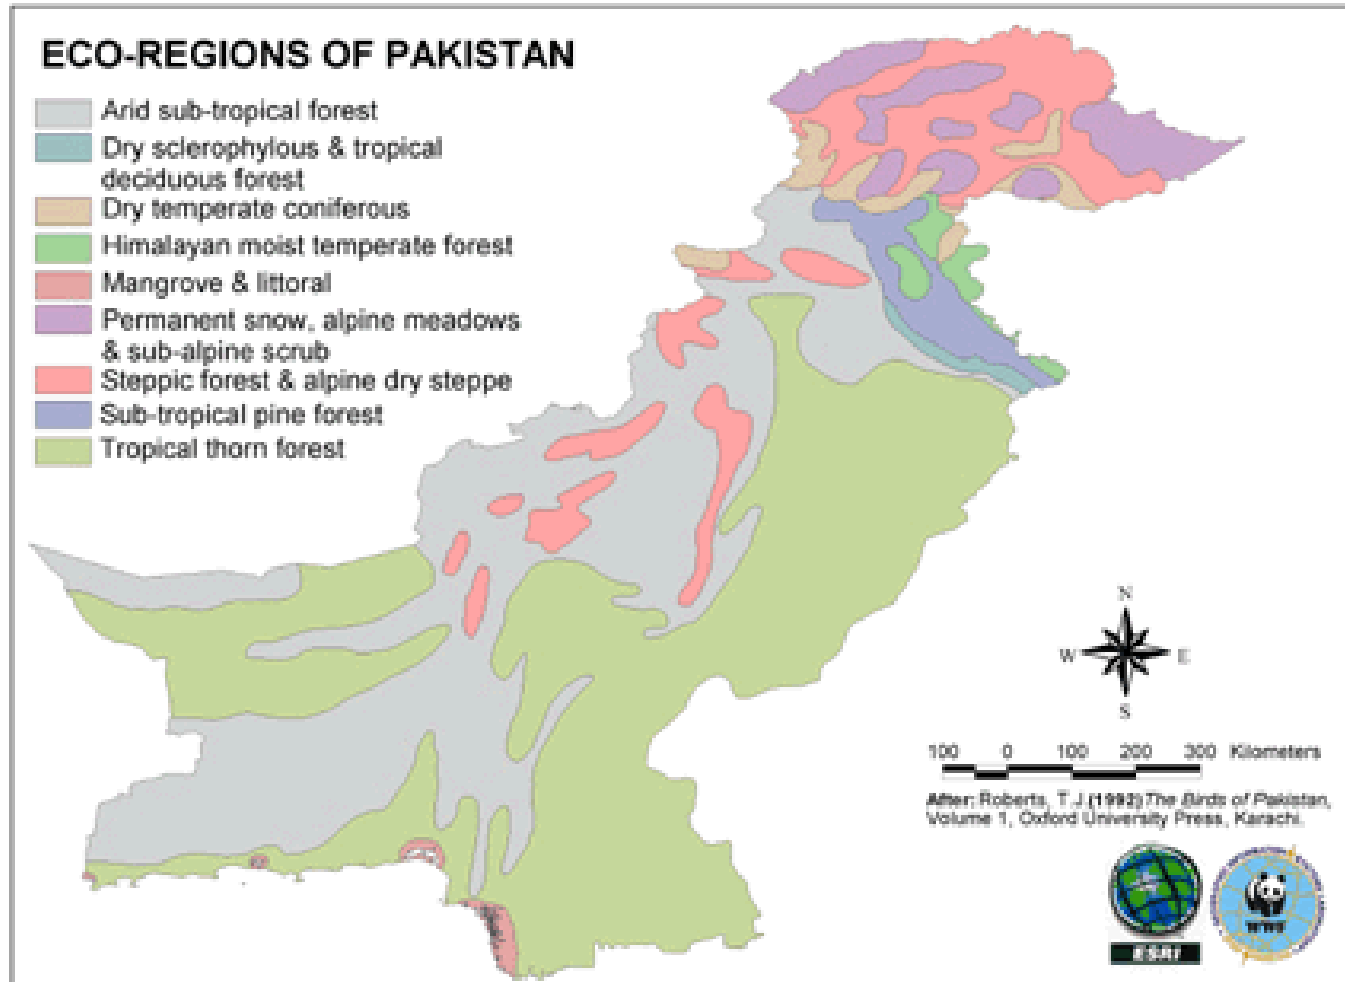 ECO-REGIONS OF PAKISTAN
Arid sub-tropical forest
Dry sclerophylous & tropical
deciduous forest
Dry temperate coniferous
Himalayan moist temperate forest
Mangrove & littoral
Permanent snow, alpine meadows
& sub-alpine scrub
Steppic forest & alpine dry steppe
Sub-tropical pine forest
Tropical thorn forest
N
W E
S
100 0 100 200 300 Kilometers
After: Roberts, T.J.(1992) The Birds of Pakistan,
Volume 1, Oxford University Press, Karachi.
ESRI
WWF